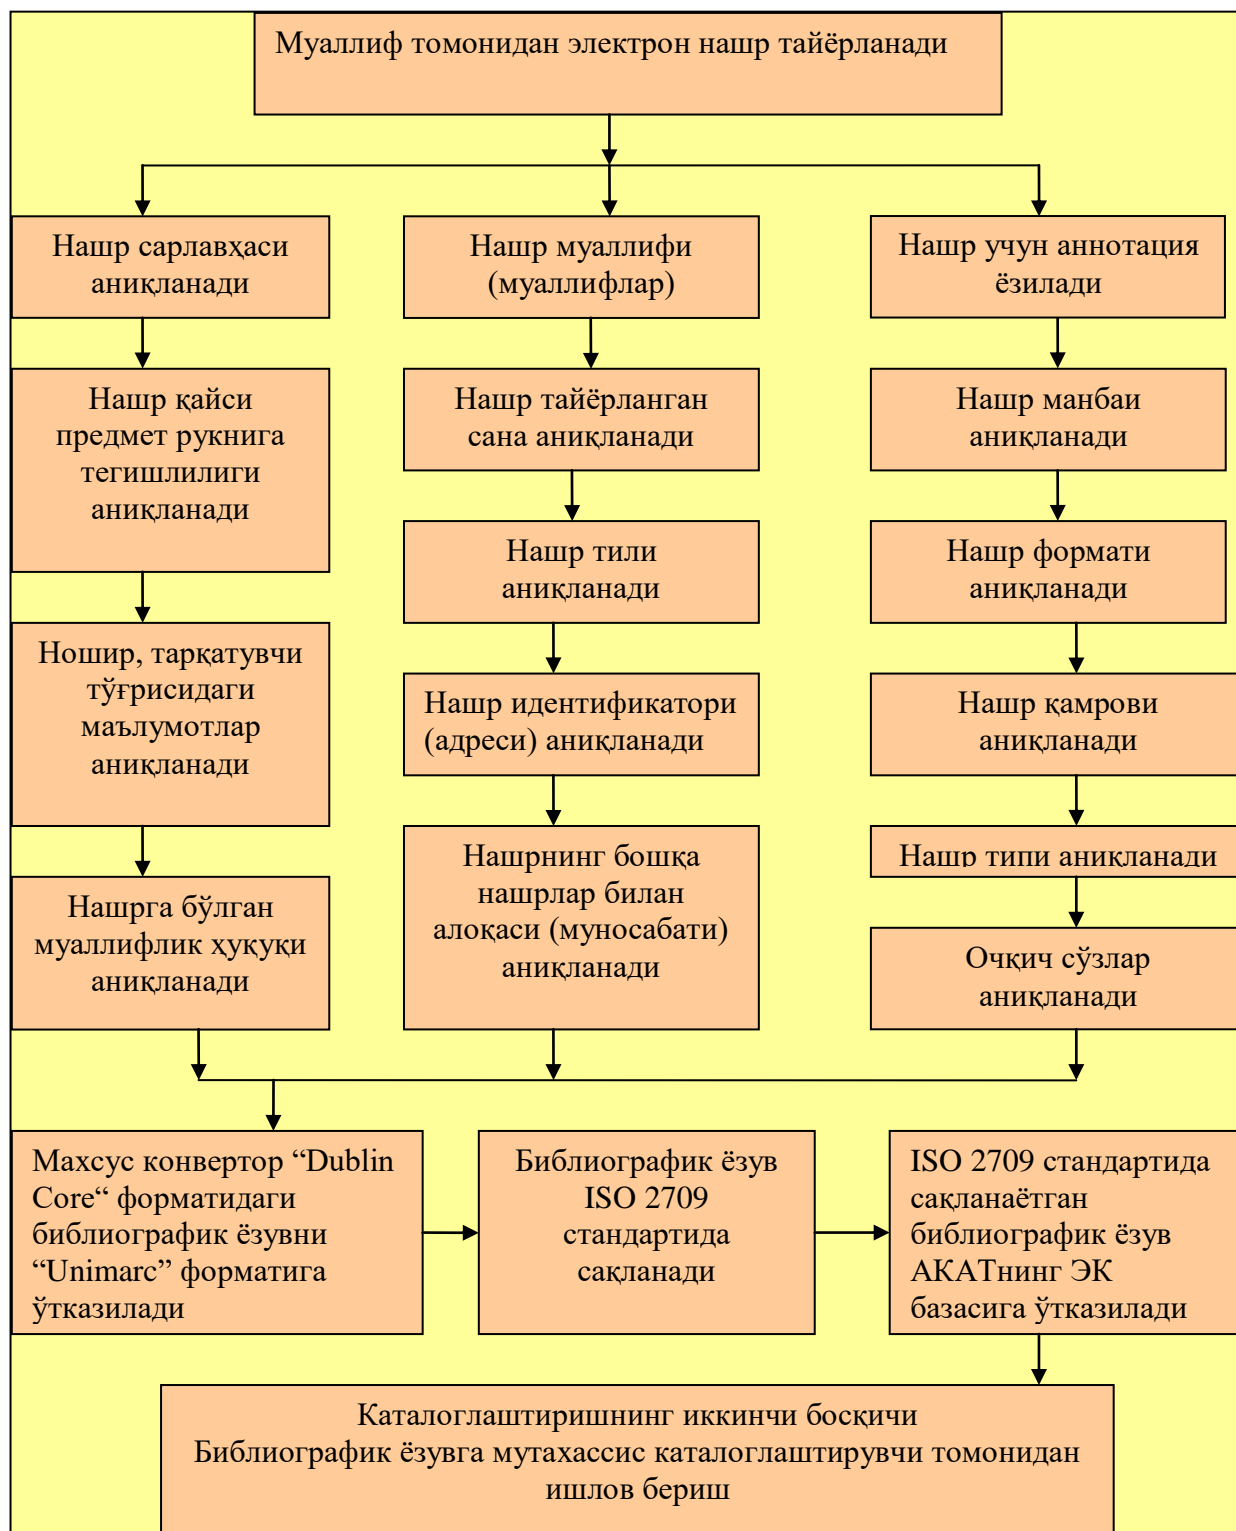 Муаллиф томонидан электрон нашр тайёрланади
Нашр сарлавҳаси
аниқланади
Нашр муаллифи
(муаллифлар)
Нашр учун аннотация
ёзилади
Нашр қайси
предмет рукнига
тегишлилиги
аниқланади
Нашр тайёрланган
сана аниқланади
Нашр манбаи
аниқланади
Нашр тили
аниқланади
Нашр формати
аниқланади
Ношир, тарқатувчи
тўғрисидаги
маълумотлар
аниқланади
Нашр идентификатори
(адреси) аниқланади
Нашр қамрови
аниқланади
Нашрга бўлган
муаллифлик ҳуқуқи
аниқланади
Нашрнинг бошқа
нашрлар билан
алоқаси (муносабати)
аниқланади
Нашр типи аниқланади
Очқич сўзлар
аниқланади
Махсус конвертор “Dublin
Core“ форматидаги
библиографик ёзувни
“Unimarc” форматига
ўтказилади
Библиографик ёзув
ISO 2709
стандартида
сақланади
ISO 2709 стандартида
сақланаётган
библиографик ёзув
АКАТнинг ЭК
базасига ўтказилади
Каталоглаштиришнинг иккинчи босқичи
Библиографик ёзувга мутахассис каталоглаштирувчи томонидан
ишлов бериш